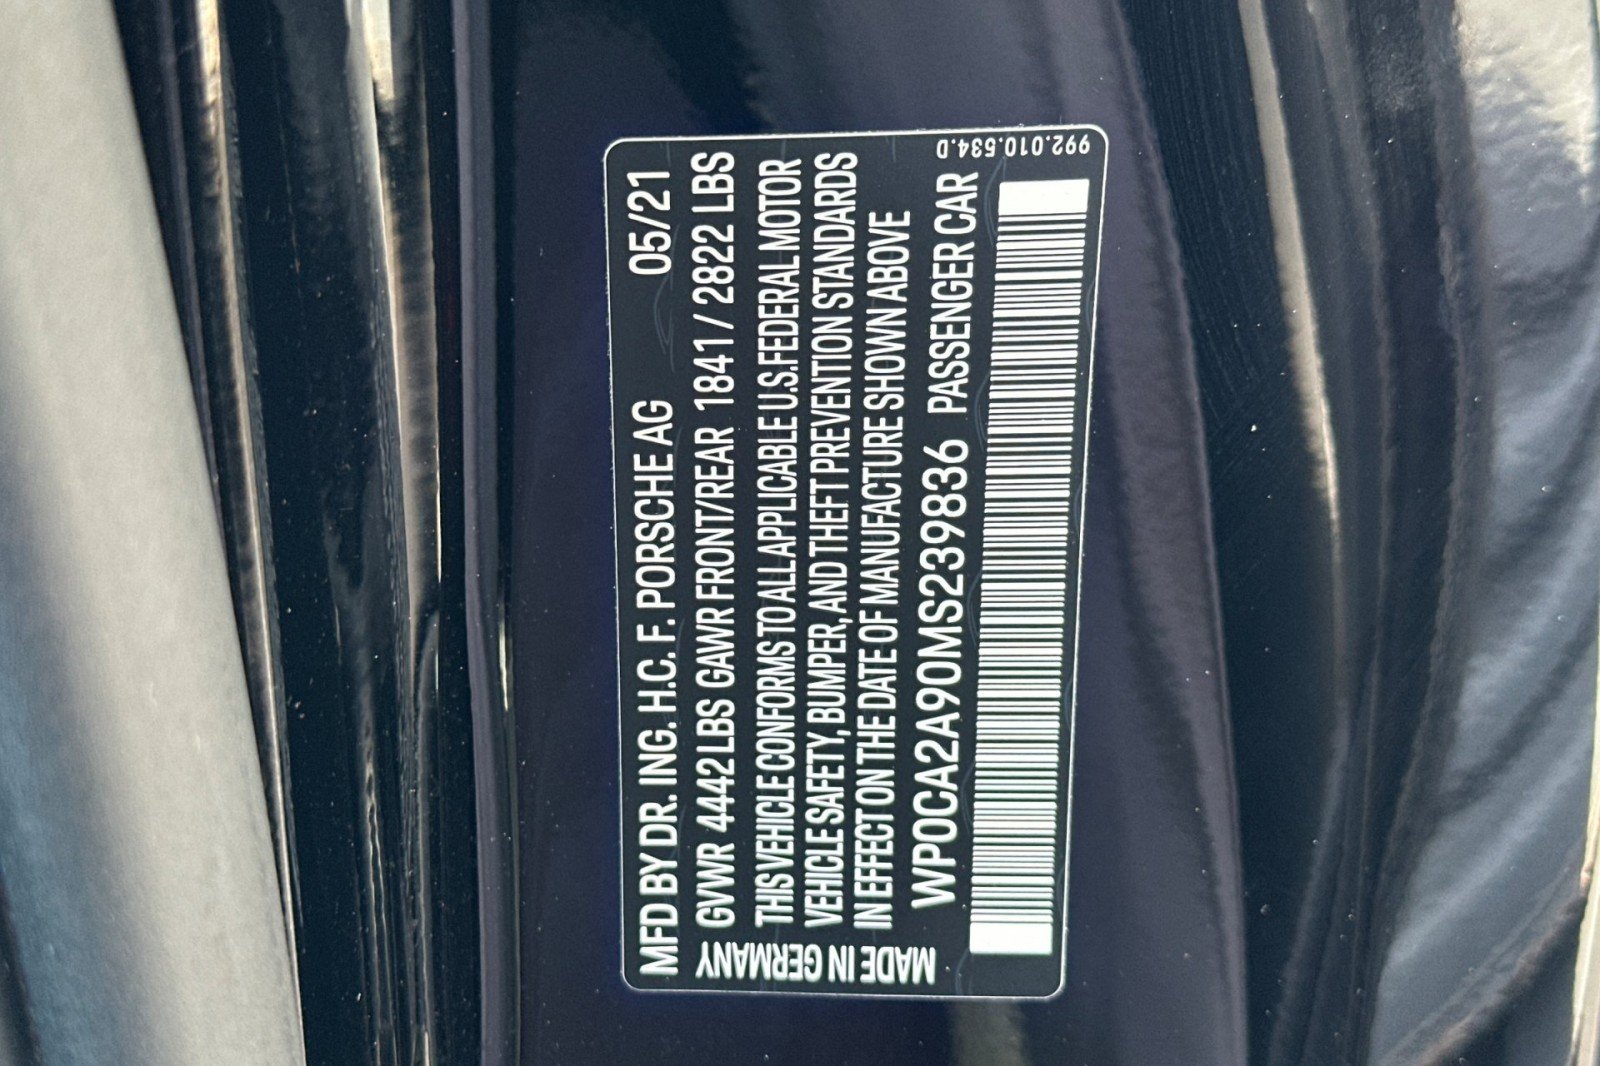 MFD BY DR. ING. H.C. F. PORSCHE AG 05/21
GVWR 4442 LBS GAWR FRONT/REAR 1841 / 2822 LBS
THIS VEHICLE CONFORMS TO ALL APPLICABLE U.S.FEDERAL MOTOR
VEHICLE SAFETY, BUMPER, AND THEFT PREVENTION STANDARDS
IN EFFECT ON THE DATE OF MANUFACTURE SHOWN ABOVE
WP0CA2A90MS239836 PASSENGER CAR
MADE IN GERMANY
992.010.534.D